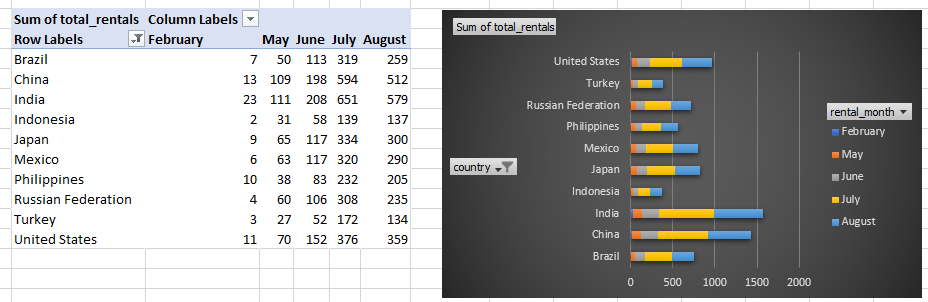 Sum of total_rentals Column Labels
Row Labels February May June July August
Brazil 7 50 113 319 259
China 13 109 198 594 512
India 23 111 208 651 579
Indonesia 2 31 58 139 137
Japan 9 65 117 334 300
Mexico 6 63 117 320 290
Philippines 10 38 83 232 205
Russian Federation 4 60 106 308 235
Turkey 3 27 52 172 134
United States 11 70 152 376 359
Sum of total_rentals
United States
Turkey
Russian Federation
Philippines
Mexico
Japan
Indonesia
India
China
Brazil
0 500 1000 1500 2000
country
rental_month
February
May
June
July
August